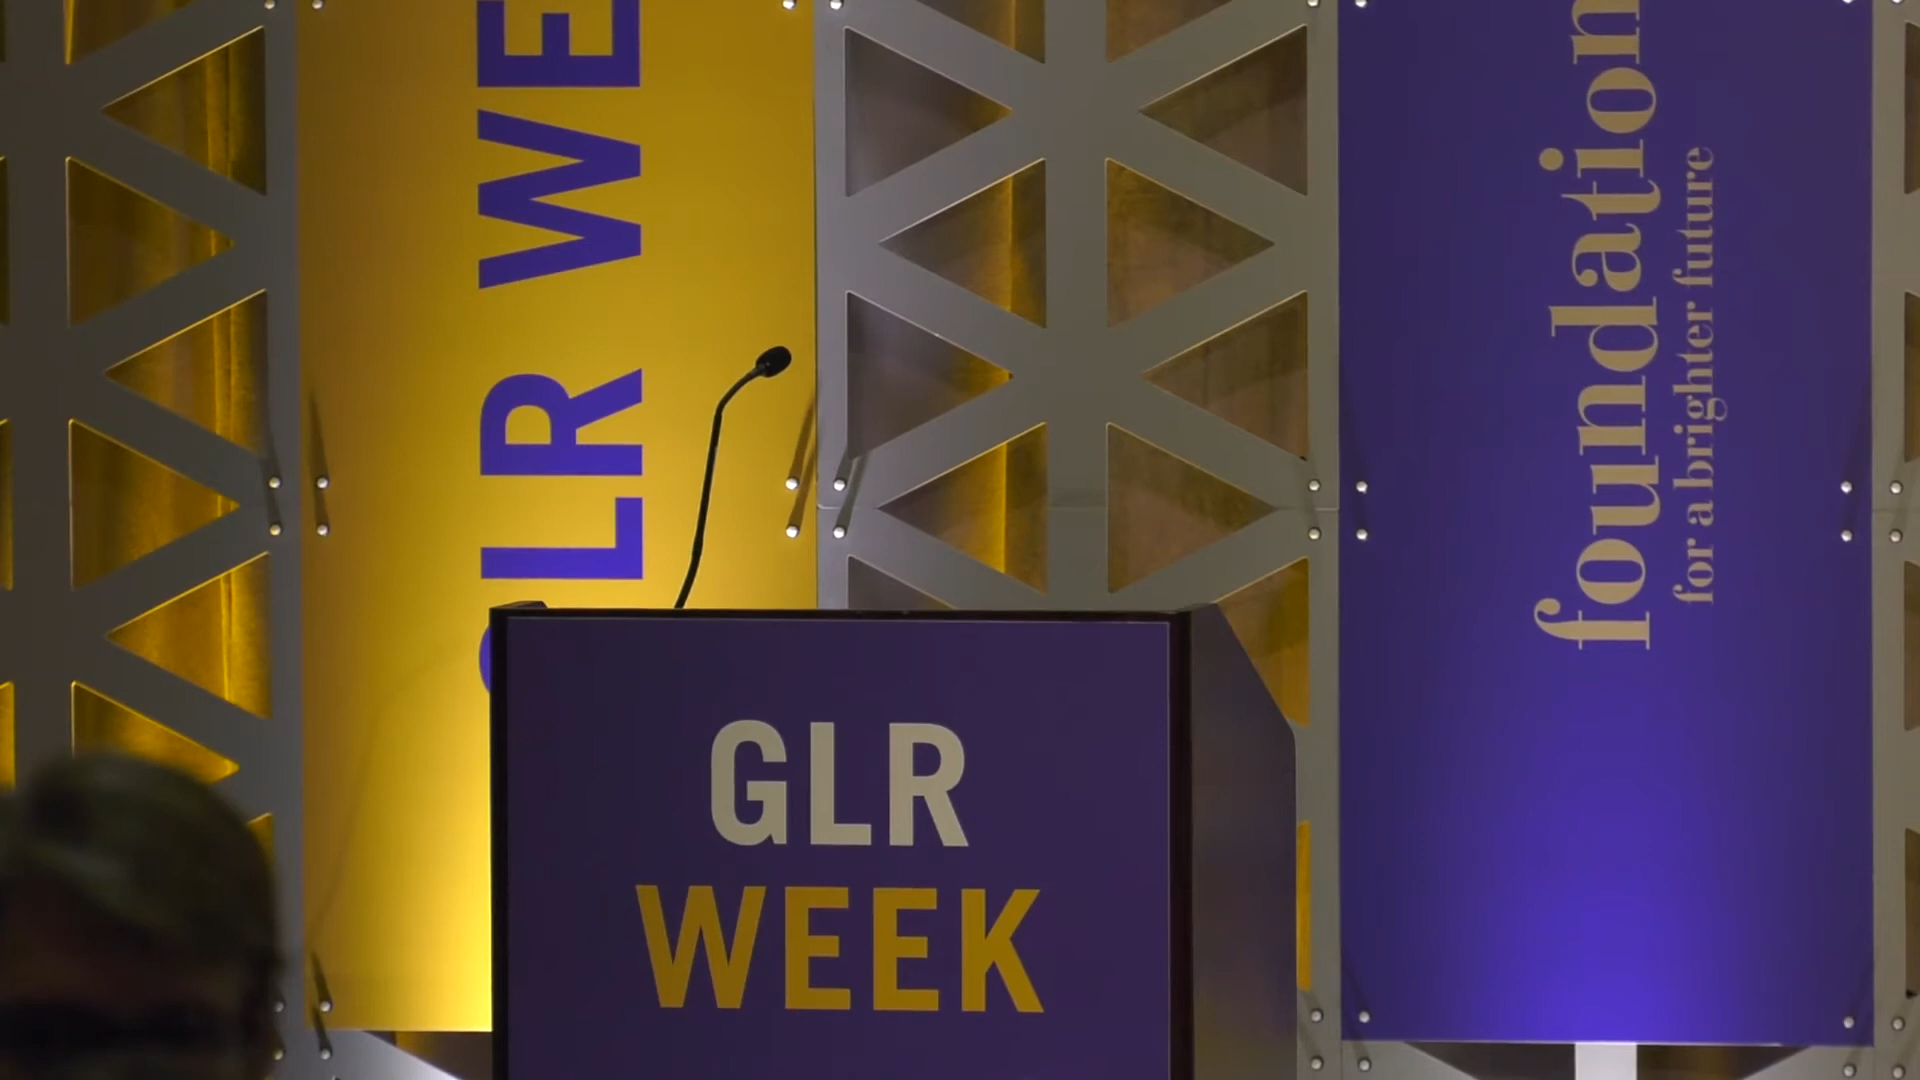 GLR WE
GLR
WEEK
foundation
for a brighter future